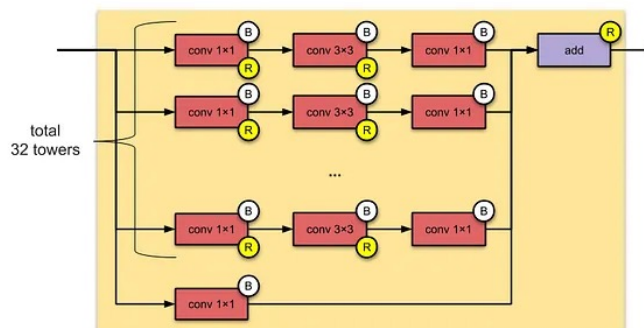 B B B R
conv 1×1 conv 3×3 conv 1×1 add
R R
B B B
conv 1×1 conv 3×3 conv 1×1
R R
total
32 towers
...
B B B
conv 1×1 conv 3×3 conv 1×1
R R
B
conv 1×1